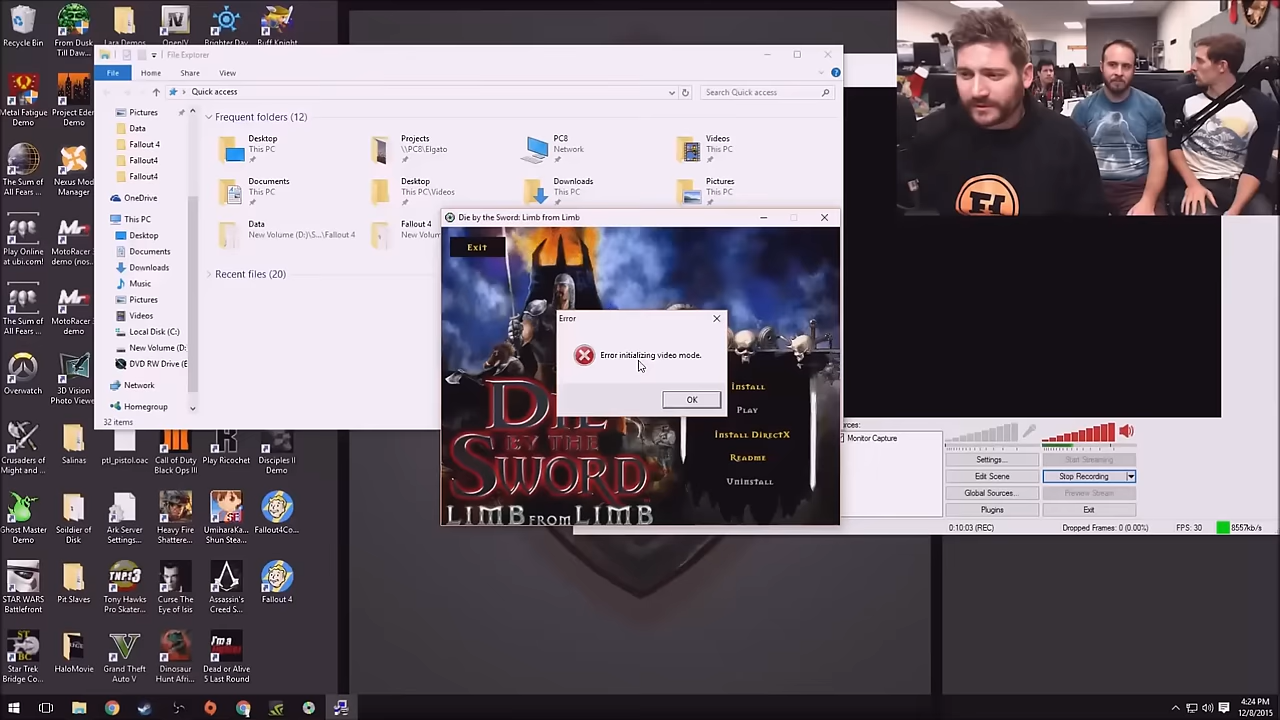 Recycle Bin
From Dusk
Till Daw...
Lara Demos
OpenIV
Brighter Day
Buff Knight
Metal Fatigue
Demo
Project Eden
Demo
The Sum of
All Fears ...
Nexus Mod
Manager
Play Online
at ubi.com!
MotoRacer
demo (nos...
The Sum of
All Fears ...
MotoRacer
demo
Overwatch
3D Vision
Photo View...
Crusaders of
Might and ...
Salinas
ptl_pistol.oac
Call of Duty
Black Ops III
Play Ricochet
Disciples II
Demo
Ghost Master
Demo
Soldier of
Dead
Ark Server
Settings...
Heavy Fire
Shattere...
UmiharaKa...
Shun Steam...
Fallout4Co...
STAR WARS
Battlefront
Pit Slaves
Tony Hawks
Pro Skater...
Curse The
Eye of Isis
Assassin's
Creed S...
Fallout 4
Star Trek
Bridge Co...
HaloMovie
Grand Theft
Auto V
Dinosaur
Hunt Afri...
Dead or Alive
5 Last Round
File Explorer
File
Home
Share
View
Quick access
Search Quick access
Pictures
Data
Fallout 4
Fallout4
Fallout4
OneDrive
This PC
Desktop
Documents
Downloads
Music
Pictures
Videos
Local Disk (C:)
New Volume (D:
DVD RW Drive (E
Network
Homegroup
32 items
Frequent folders (12)
Desktop
This PC
Projects
\\PC8\Elgato
PC8
Network
Videos
This PC
Documents
This PC
This PC\Videos
Downloads
This PC
Pictures
This PC
Data
New Volume (D:)\S...\Fallout 4
Fallout 4
New Volum
Recent files (20)
Die by the Sword: Limb from Limb
Exit
Error
Error initializing video mode.
OK
DIE
BY THE
SWORD
LIMB FROM LIMB
Install
Play
Install DirectX
Readme
Uninstall
rces:
Monitor Capture
Settings...
Start Streaming
Edit Scene
Stop Recording
Global Sources...
Preview Stream
Plugins
Exit
0:10:03 (REC)
Dropped Frames: 0 (0.00%)
FPS: 30
8557kb/s
4:24 PM
12/8/2015